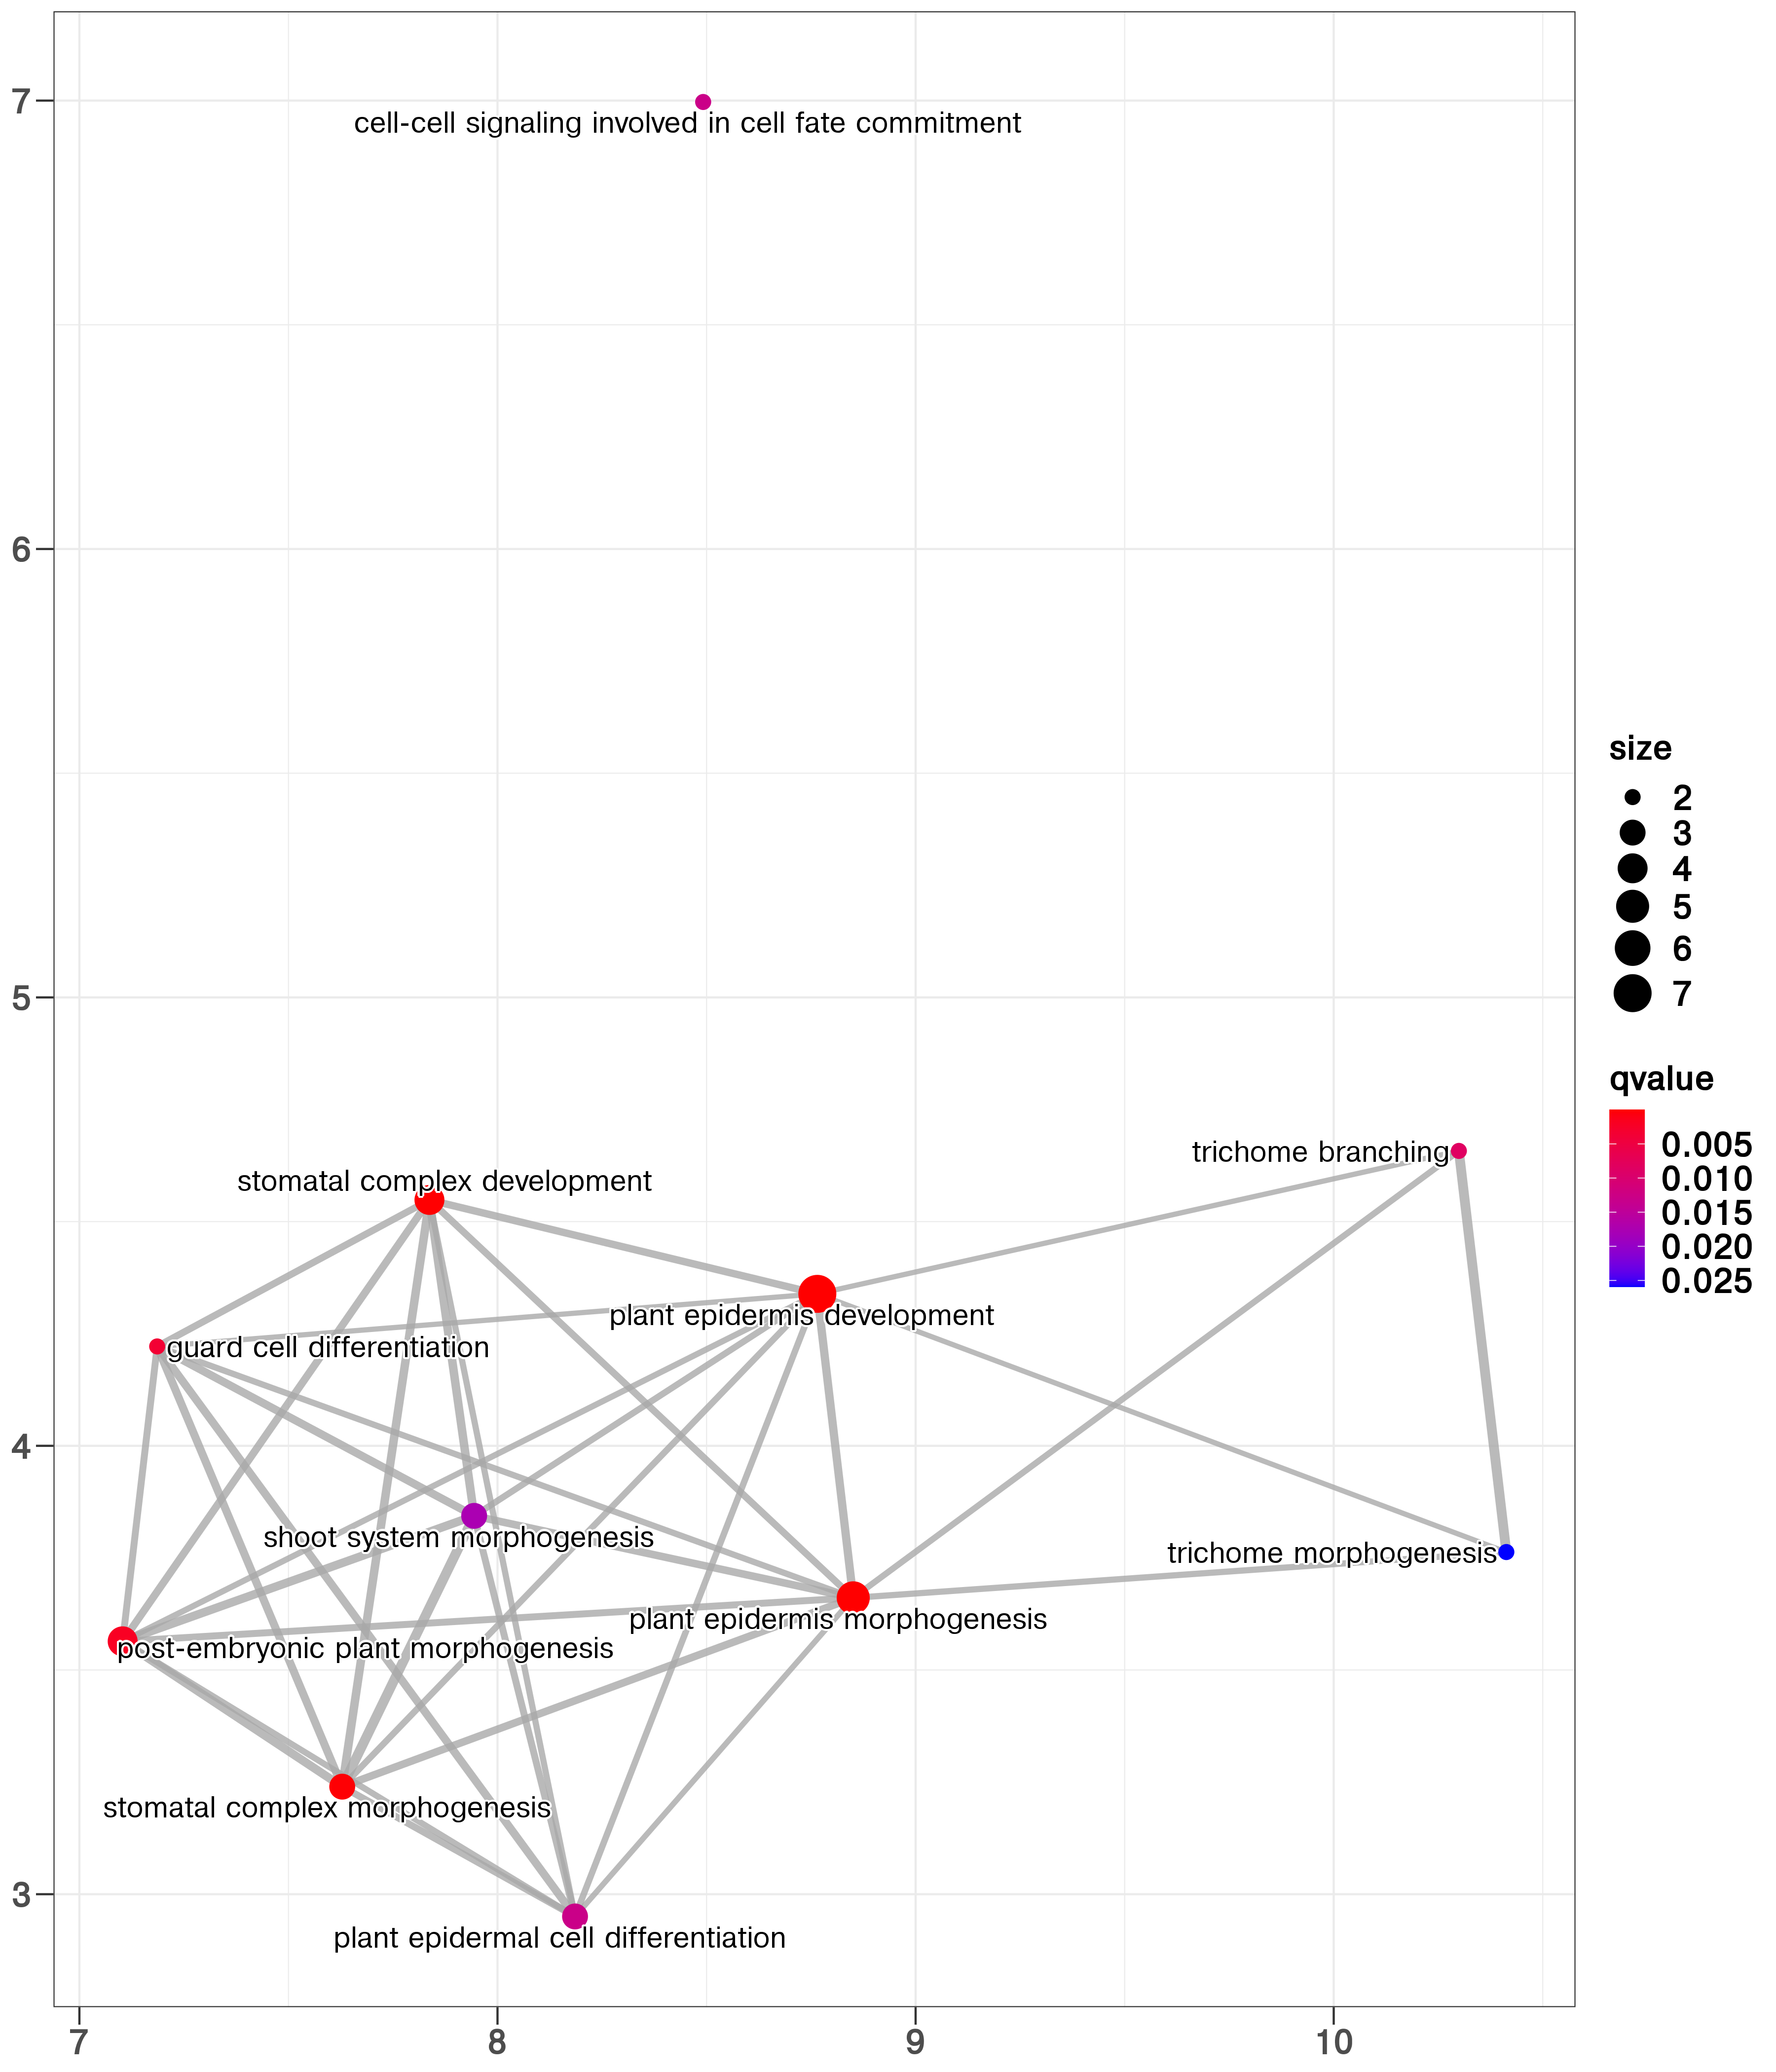 7
cell-cell signaling involved in cell fate commitment
6
5
4
3
stomatal complex development
trichome branching
plant epidermis development
guard cell differentiation
shoot system morphogenesis
trichome morphogenesis
plant epidermis morphogenesis
post-embryonic plant morphogenesis
stomatal complex morphogenesis
plant epidermal cell differentiation
7
8
9
10
size
2
3
4
5
6
7
qvalue
0.005
0.010
0.015
0.020
0.025